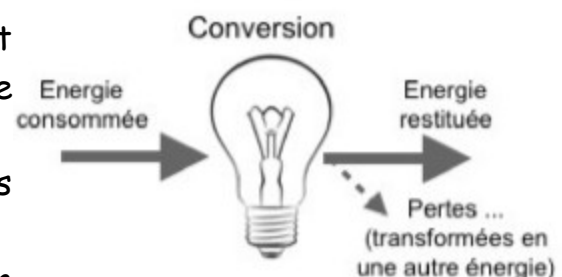 Conversion
Energie
consommée
Energie
restituée
Pertes ...
(transformées en
une autre énergie)